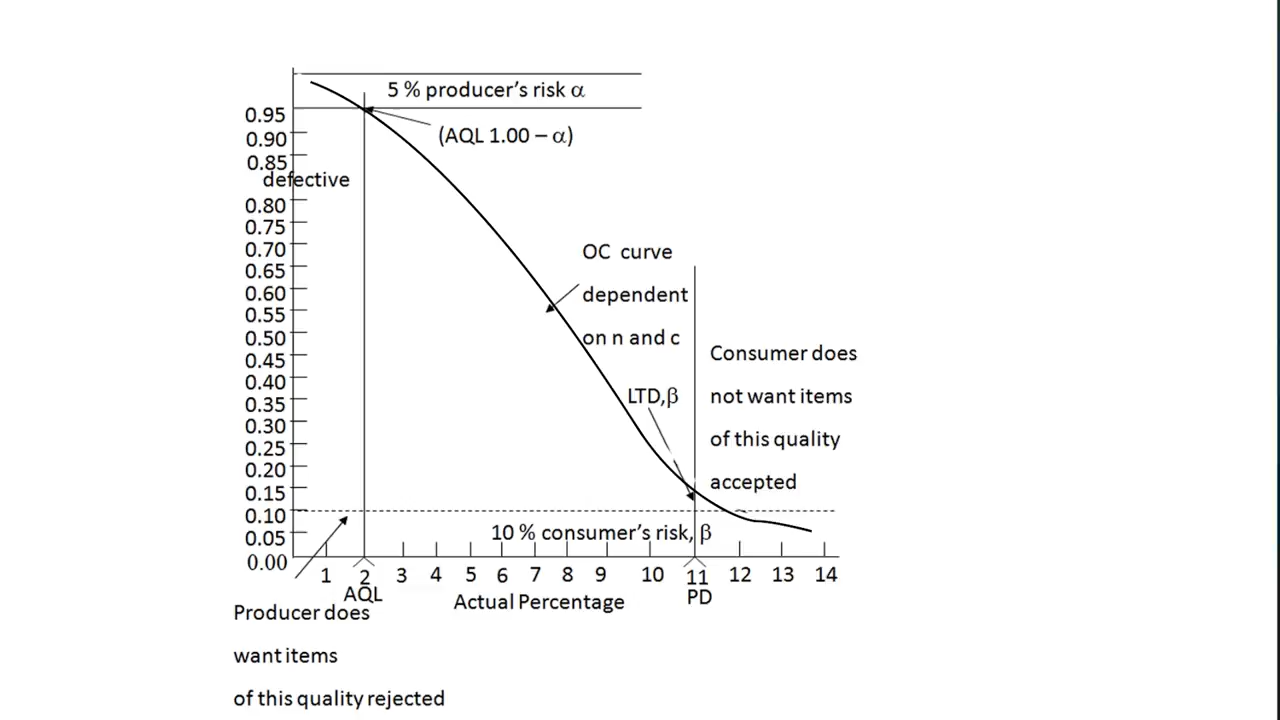 5 % producer's risk α
0.95
(AQL 1.00 – α)
0.90
0.85
defective
0.80
0.75
0.70
0.65
0.60
0.55
0.50
0.45
0.40
0.35
0.30
0.25
0.20
0.15
0.10
0.05
0.00
OC curve
dependent
on n and c
LTD,β
Consumer does
not want items
of this quality
accepted
10 % consumer's risk, β
1 2 3 4 5 6 7 8 9 10 11 12 13 14
AQL
PD
Actual Percentage
Producer does
want items
of this quality rejected